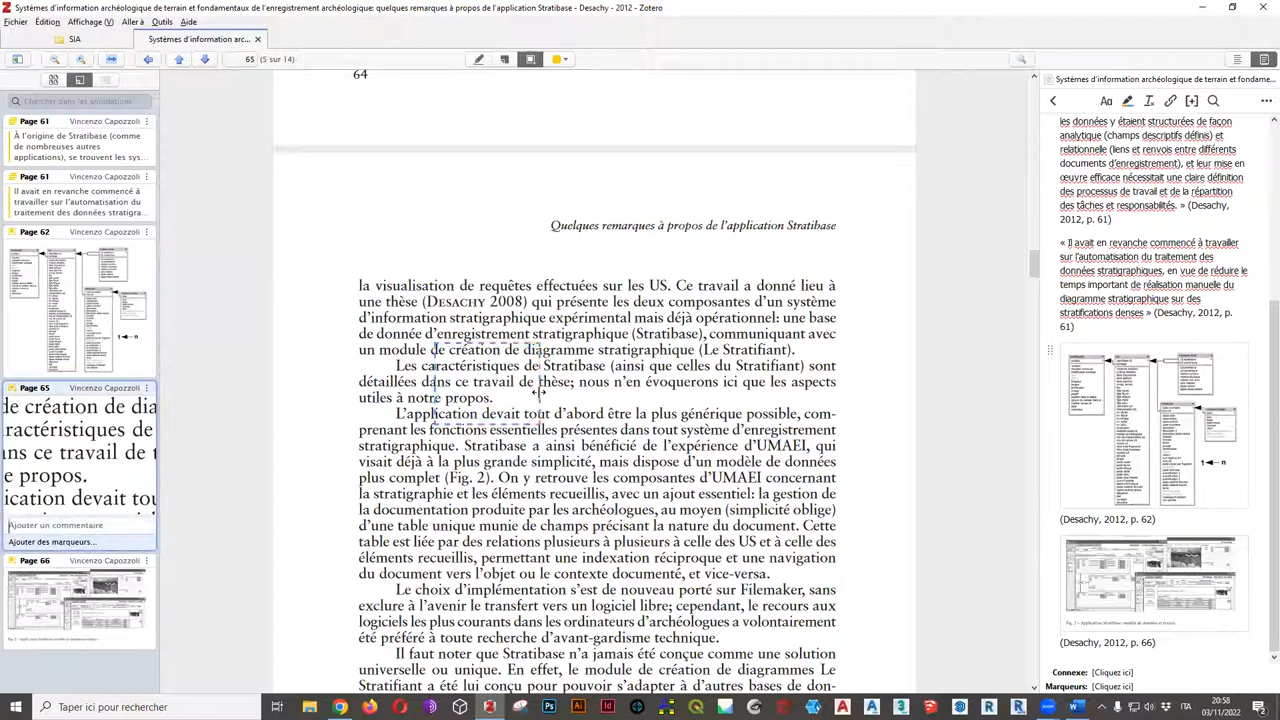 Systèmes d'information archéologique de terrain et fondamentaux de l'enregistrement archéologique: quelques remarques à propos de l'application Stratibase - Desachy - 2012 - Zotero
Fichier Édition Affichage (V) Aller à Outils Aide
SIA
Systèmes d'information arc...
65 (5 sur 14)
Chercher dans les annotations
Page 61 Vincenzo Capozzoli
À l'origine de Stratibase (comme
de nombreuses autres
applications), se trouvent les sys...
Page 61 Vincenzo Capozzoli
Il avait en revanche commencé à
travailler sur l'automatisation du
traitement des données stratigra...
Page 62 Vincenzo Capozzoli
1 n
Page 65 Vincenzo Capozzoli
de création de dia
ractéristiques de
ns ce travail de t
e propos.
ication devait tou
Ajouter un commentaire
Ajouter des marqueurs...
Page 66 Vincenzo Capozzoli
64
Quelques remarques à propos de l'application Stratibase
la visualisation de requêtes effectuées sur les US. Ce travail a donné lieu à
une thèse (DESACHY 2008) qui présente les deux composantes d'un système
d'information stratigraphique expérimental mais déjà opérationnel: une base
de donnée d'enregistrement stratigraphique (Stratibase), communiquant avec
un module de création de diagramme stratigraphique (Le Stratifiant).
Les caractéristiques de Stratibase (ainsi que celles du Stratifiant) sont
détaillées dans ce travail de thèse; nous n'en évoquerons ici que les aspects
utiles à notre propos.
L'application devait tout d'abord être la plus générique possible, com-
prenant les fonctions essentielles présentes dans tout système d'enregistrement
stratigraphique. Stratibase a ainsi bénéficié de l'expérience d'UNAEI, qui
visait déjà à la plus grande simplicité, mais dispose d'un modèle de données
plus complet (Fig. 2). On y retrouve les composantes d'UNAEI concernant
la stratigraphie et les éléments recueillis, avec un ajout essentiel: la gestion de
la documentation produite par les archéologues, au moyen (simplicité oblige)
d'une table unique munie de champs précisant la nature du document. Cette
table est liée par des relations plusieurs à plusieurs à celle des US et à celle des
éléments recueillis, permettant une indexation réciproque et une navigation
du document vers l'objet ou le contexte documenté, et vice-versa.
Le choix d'implémentation s'est de nouveau porté sur Filemaker, sans
exclure à l'avenir le transfert vers un logiciel libre; cependant, le recours aux
logiciels les plus courants dans les ordinateurs d'archéologues a volontairement
été préféré à toute recherche d'avant-gardisme technique.
Il faut noter que Stratibase n'a jamais été conçue comme une solution
universelle ou unique. En effet, le module de création de diagrammes Le
Stratifiant a été lui conçu pour pouvoir s'adapter à d'autres bases de don-
Systèmes d'information archéologique de terrain et fondame...
les données y étaient structurées de façon
analytique (champs descriptifs définis) et
relationnelle (liens et renvois entre différents
documents d'enregistrement), et leur mise en
œuvre efficace nécessitait une claire définition
des processus de travail et de la répartition
des tâches et responsabilités. » (Desachy,
2012, p. 61)
« Il avait en revanche commencé à travailler
sur l'automatisation du traitement des
données stratigraphiques, en vue de réduire le
temps important de réalisation manuelle du
diagramme stratigraphique sur des
stratifications denses » (Desachy, 2012, p.
61)
1 n
(Desachy, 2012, p. 62)
(Desachy, 2012, p. 66)
Connexe: [Cliquez ici]
Marqueurs: [Cliquez ici]
Taper ici pour rechercher
ITA
20:58
03/11/2022